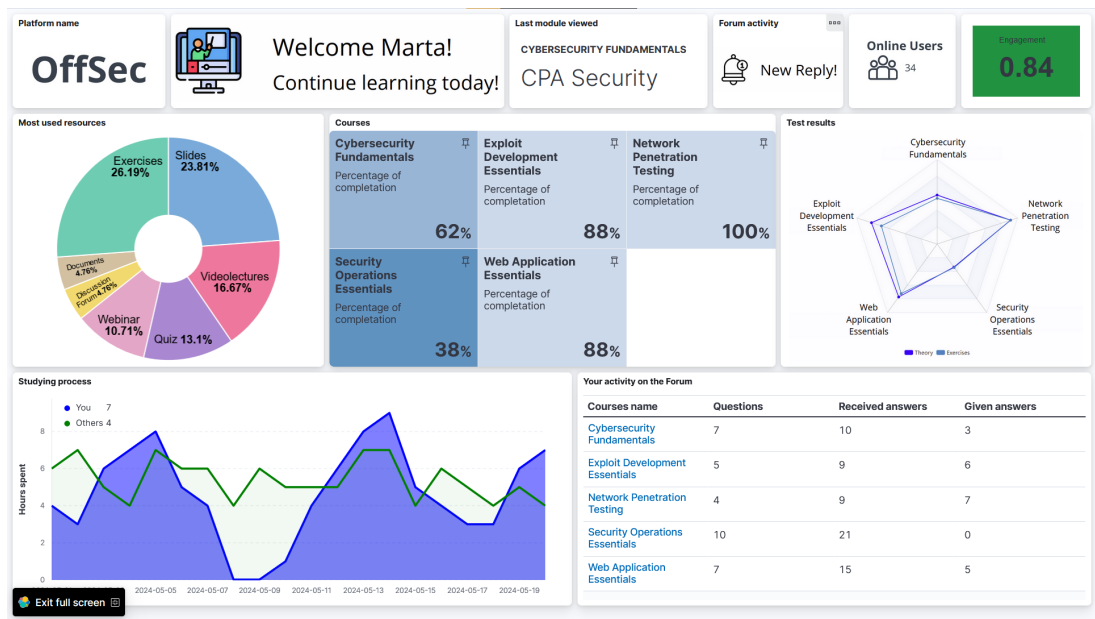 Platform name
OffSec
Welcome Marta!
Continue learning today!
Last module viewed
CYBERSECURITY FUNDAMENTALS
CPA Security
Forum activity
1
New Reply!
Online Users
34
Engagement
0.84
Most used resources
Exercises
26.19%
Slides
23.81%
Videolectures
16.67%
Quiz 13.1%
Webinar
10.71%
Discussion
Forum 4.76%
Documents
4.76%
Courses
Cybersecurity
Fundamentals
Percentage of
completation
62%
Exploit
Development
Essentials
Percentage of
completation
88%
Network
Penetration
Testing
Percentage of
completation
100%
Security
Operations
Essentials
Percentage of
completation
38%
Web Application
Essentials
Percentage of
completation
88%
Test results
Cybersecurity
Fundamentals
Exploit
Development
Essentials
Network
Penetration
Testing
Web
Application
Essentials
Security
Operations
Essentials
Theory Exercises
Studying process
You 7
Others 4
Hours spent
8
6
4
2
0
2024-05-05 2024-05-07 2024-05-09 2024-05-11 2024-05-13 2024-05-15 2024-05-17 2024-05-19
Exit full screen
Your activity on the Forum
Courses name Questions Received answers Given answers
Cybersecurity
Fundamentals 7 10 3
Exploit Development
Essentials 5 9 6
Network Penetration
Testing 4 9 7
Security Operations
Essentials 10 21 0
Web Application
Essentials 7 15 5